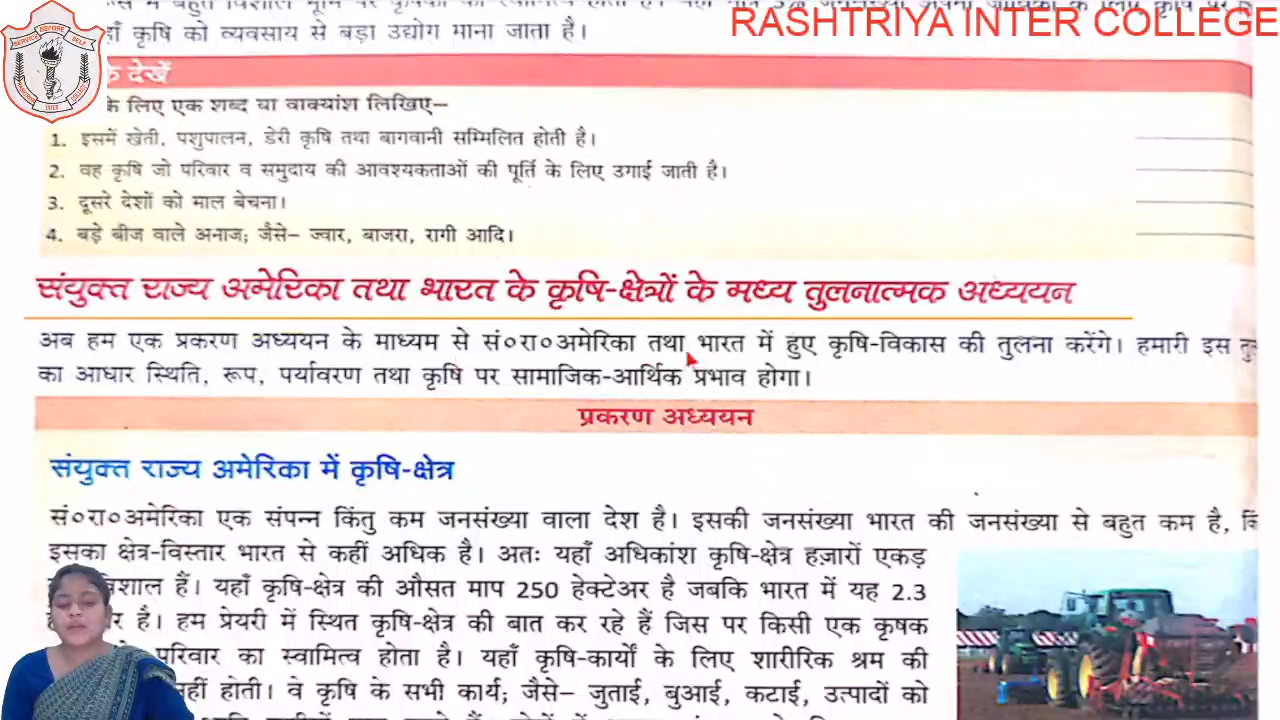 RASHTRIYA INTER COLLEGE
कृषि को व्यवसाय से बड़ा उद्योग माना जाता है।
देखें
के लिए एक शब्द या वाक्यांश लिखिए–
1. इसमें खेती, पशुपालन, डेरी कृषि तथा बागवानी सम्मिलित होती है।
2. वह कृषि जो परिवार व समुदाय की आवश्यकताओं की पूर्ति के लिए उगाई जाती है।
3. दूसरे देशों को माल बेचना।
4. बड़े बीज वाले अनाज; जैसे– ज्वार, बाजरा, रागी आदि।
संयुक्त राज्य अमेरिका तथा भारत के कृषि-क्षेत्रों के मध्य तुलनात्मक अध्ययन
अब हम एक प्रकरण अध्ययन के माध्यम से सं०रा०अमेरिका तथा भारत में हुए कृषि-विकास की तुलना करेंगे। हमारी इस
का आधार स्थिति, रूप, पर्यावरण तथा कृषि पर सामाजिक-आर्थिक प्रभाव होगा।
प्रकरण अध्ययन
संयुक्त राज्य अमेरिका में कृषि-क्षेत्र
सं०रा०अमेरिका एक संपन्न किंतु कम जनसंख्या वाला देश है। इसकी जनसंख्या भारत की जनसंख्या से बहुत कम है,
इसका क्षेत्र-विस्तार भारत से कहीं अधिक है। अतः यहाँ अधिकांश कृषि-क्षेत्र हज़ारों एकड़
हैं। यहाँ कृषि-क्षेत्र की औसत माप 250 हेक्टेअर है जबकि भारत में यह 2.3
है। हम प्रेयरी में स्थित कृषि-क्षेत्र की बात कर रहे हैं जिस पर किसी एक कृषक
परिवार का स्वामित्व होता है। यहाँ कृषि-कार्यों के लिए शारीरिक श्रम की
नहीं होती। वे कृषि के सभी कार्य; जैसे– जुताई, बुआई, कटाई, उत्पादों को